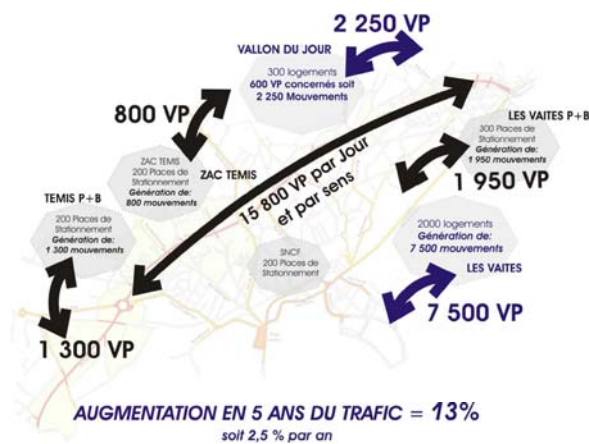 2 250 VP
VALLON DU JOUR
300 logements
600 VP concernés soit
2 250 Mouvements
800 VP
LES VAITES P+B
300 Places de
Stationnement
Génération de:
1 950 mouvements
1 950 VP
ZAC TEMIS
200 Places de
Stationnement
Génération de:
800 mouvements
ZAC TEMIS
15 800 VP par Jour
et par sens
TEMIS P+B
200 Places de
Stationnement
Génération de:
1 300 mouvements
2000 logements
Génération de:
7 500 mouvements
SNCF
200 Places de
Stationnement
LES VAITES
7 500 VP
1 300 VP
AUGMENTATION EN 5 ANS DU TRAFIC = 13%
soit 2,5 % par an